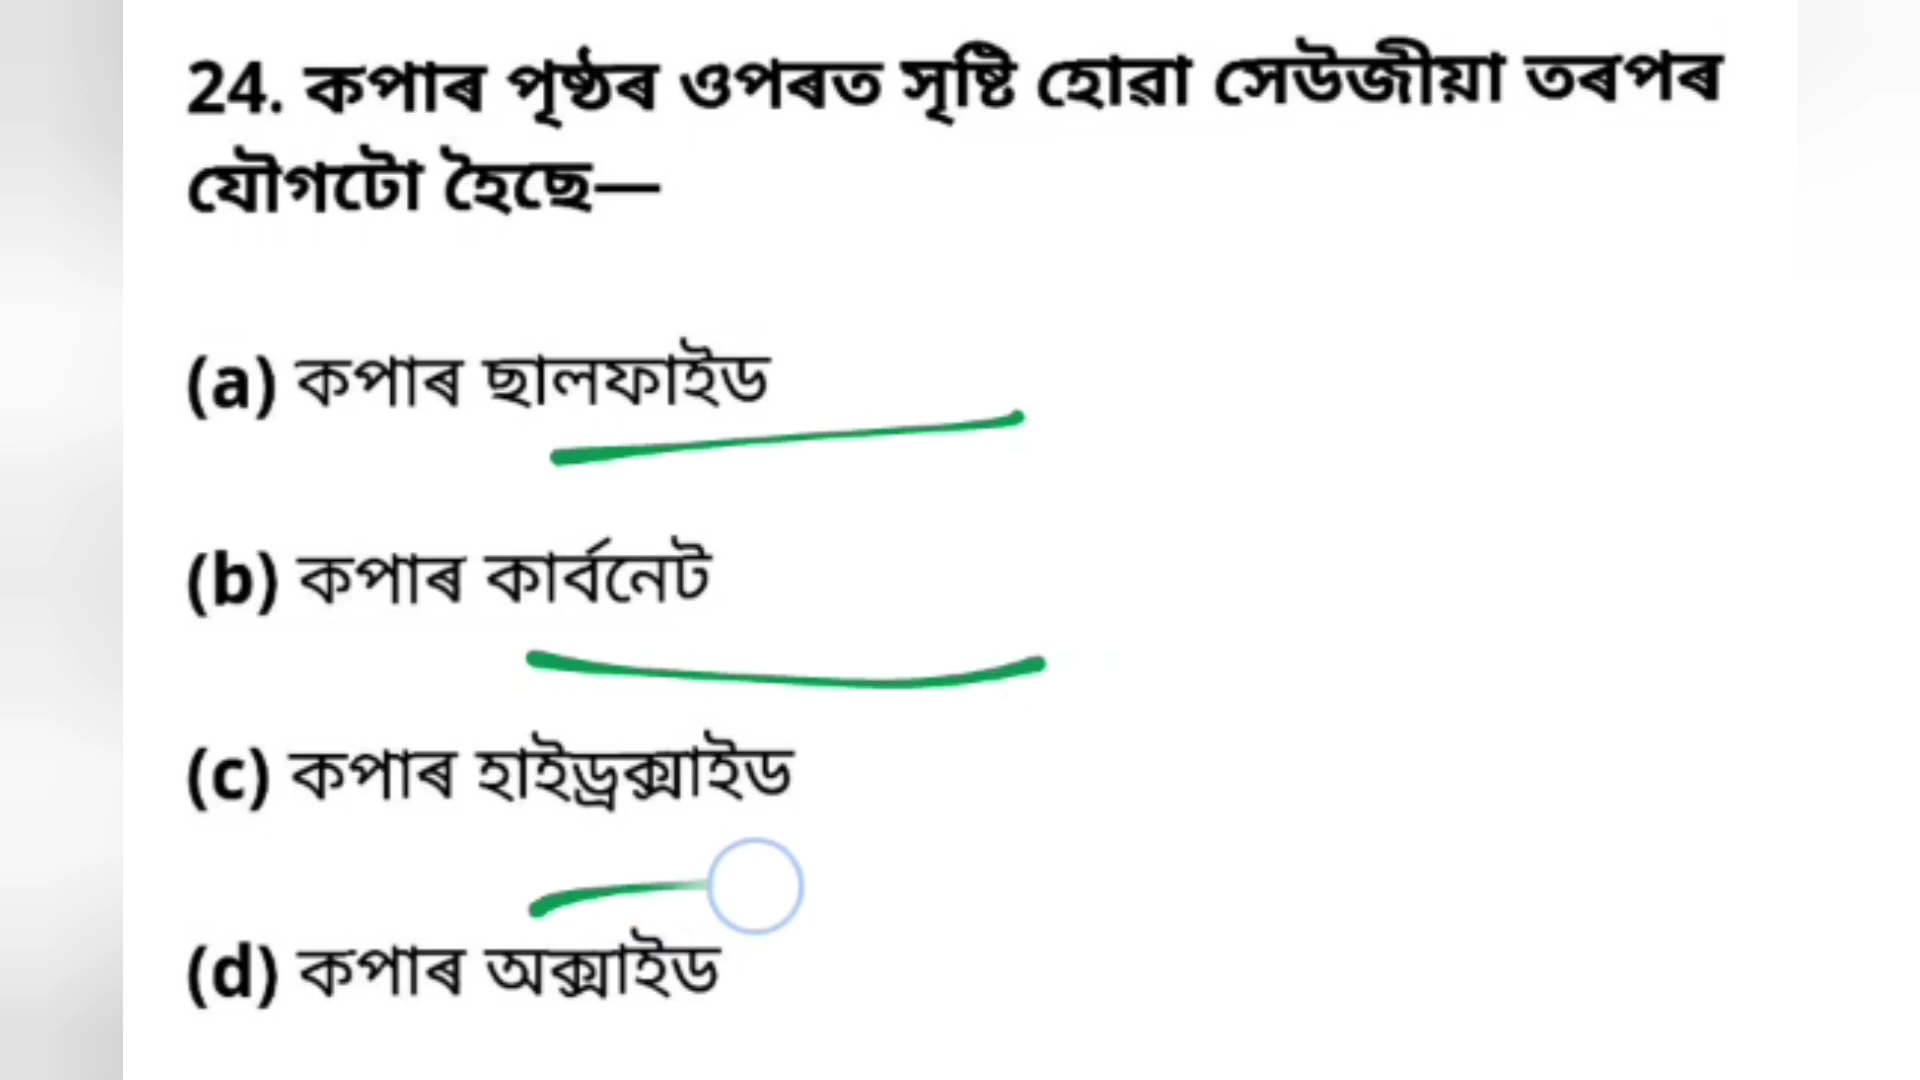 24. কপাৰ পৃষ্ঠৰ ওপৰত সৃষ্টি হোৱা সেউজীয়া তৰপৰ
যৌগটো হৈছে—
(a) কপাৰ ছালফাইড
(b) কপাৰ কাৰ্বনেট
(c) কপাৰ হাইড্ৰক্সাইড
(d) কপাৰ অক্সাইড